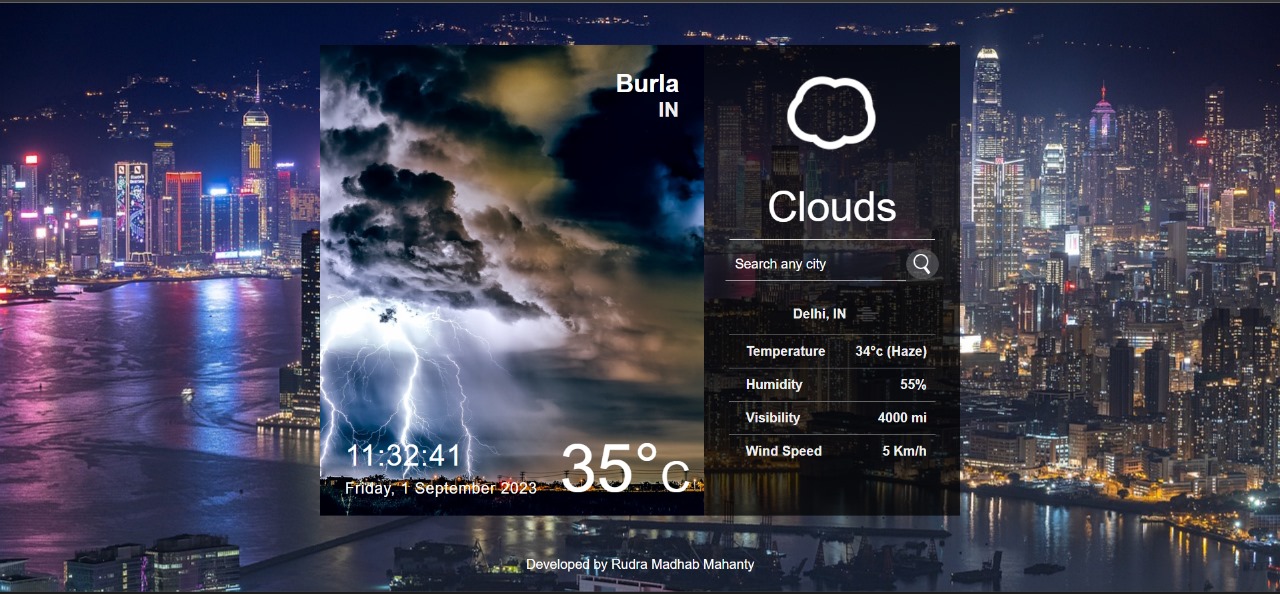 Burla
IN
11:32:41
Friday, 1 September 2023
35°c
Clouds
Search any city
Delhi, IN
Temperature 34°c (Haze)
Humidity 55%
Visibility 4000 mi
Wind Speed 5 Km/h
Developed by Rudra Madhab Mahanty